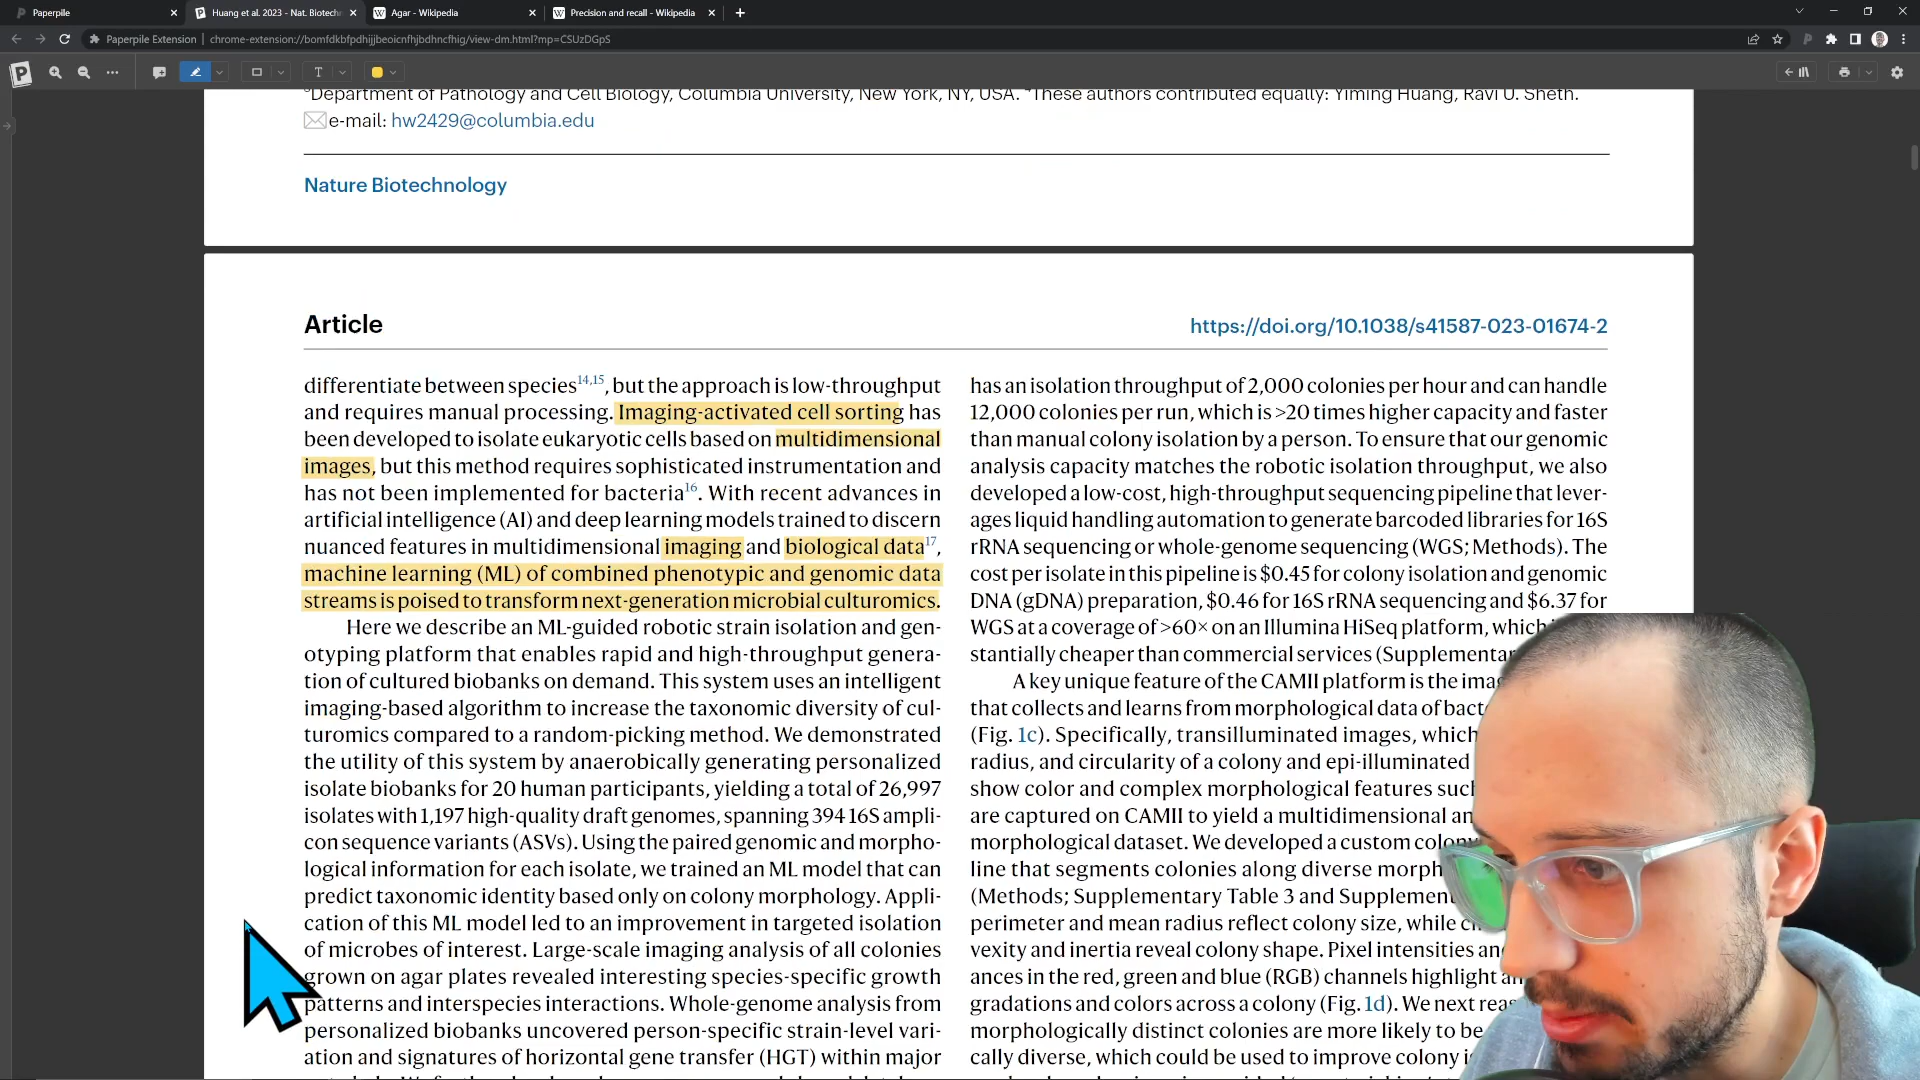 Paperpile
Huang et al. 2023 - Nat. Biotechn
Agar - Wikipedia
Precision and recall - Wikipedia
Paperpile Extension
chrome-extension://bomfdkbfpdhijjbeoicnfhjbdhncfhig/view-dm.html?mp=CSUzDGpS
Department of Pathology and Cell Biology, Columbia University, New York, NY, USA. These authors contributed equally: Yiming Huang, Ravi U. Sheth.
e-mail: hw2429@columbia.edu
Nature Biotechnology
Article
https://doi.org/10.1038/s41587-023-01674-2
differentiate between species14,15, but the approach is low-throughput
and requires manual processing. Imaging-activated cell sorting has
been developed to isolate eukaryotic cells based on multidimensional
images, but this method requires sophisticated instrumentation and
has not been implemented for bacteria16. With recent advances in
artificial intelligence (AI) and deep learning models trained to discern
nuanced features in multidimensional imaging and biological data17,
machine learning (ML) of combined phenotypic and genomic data
streams is poised to transform next-generation microbial culturomics.
Here we describe an ML-guided robotic strain isolation and gen-
otyping platform that enables rapid and high-throughput genera-
tion of cultured biobanks on demand. This system uses an intelligent
imaging-based algorithm to increase the taxonomic diversity of cul-
turomics compared to a random-picking method. We demonstrated
the utility of this system by anaerobically generating personalized
isolate biobanks for 20 human participants, yielding a total of 26,997
isolates with 1,197 high-quality draft genomes, spanning 394 16S ampli-
con sequence variants (ASVs). Using the paired genomic and morpho-
logical information for each isolate, we trained an ML model that can
predict taxonomic identity based only on colony morphology. Appli-
cation of this ML model led to an improvement in targeted isolation
of microbes of interest. Large-scale imaging analysis of all colonies
grown on agar plates revealed interesting species-specific growth
patterns and interspecies interactions. Whole-genome analysis from
personalized biobanks uncovered person-specific strain-level vari-
ation and signatures of horizontal gene transfer (HGT) within major
has an isolation throughput of 2,000 colonies per hour and can handle
12,000 colonies per run, which is >20 times higher capacity and faster
than manual colony isolation by a person. To ensure that our genomic
analysis capacity matches the robotic isolation throughput, we also
developed a low-cost, high-throughput sequencing pipeline that lever-
ages liquid handling automation to generate barcoded libraries for 16S
rRNA sequencing or whole-genome sequencing (WGS; Methods). The
cost per isolate in this pipeline is $0.45 for colony isolation and genomic
DNA (gDNA) preparation, $0.46 for 16S rRNA sequencing and $6.37 for
WGS at a coverage of >60× on an Illumina HiSeq platform, which
stantially cheaper than commercial services (Supplementar
A key unique feature of the CAMII platform is the imag
that collects and learns from morphological data of bact
(Fig. 1c). Specifically, transilluminated images, which
radius, and circularity of a colony and epi-illuminated
show color and complex morphological features suc
are captured on CAMII to yield a multidimensional an
morphological dataset. We developed a custom colony
line that segments colonies along diverse morph
(Methods; Supplementary Table 3 and Supplemen
perimeter and mean radius reflect colony size, while ci
vexity and inertia reveal colony shape. Pixel intensities an
ances in the red, green and blue (RGB) channels highlight
gradations and colors across a colony (Fig. 1d). We next rea
morphologically distinct colonies are more likely to be
cally diverse, which could be used to improve colony i